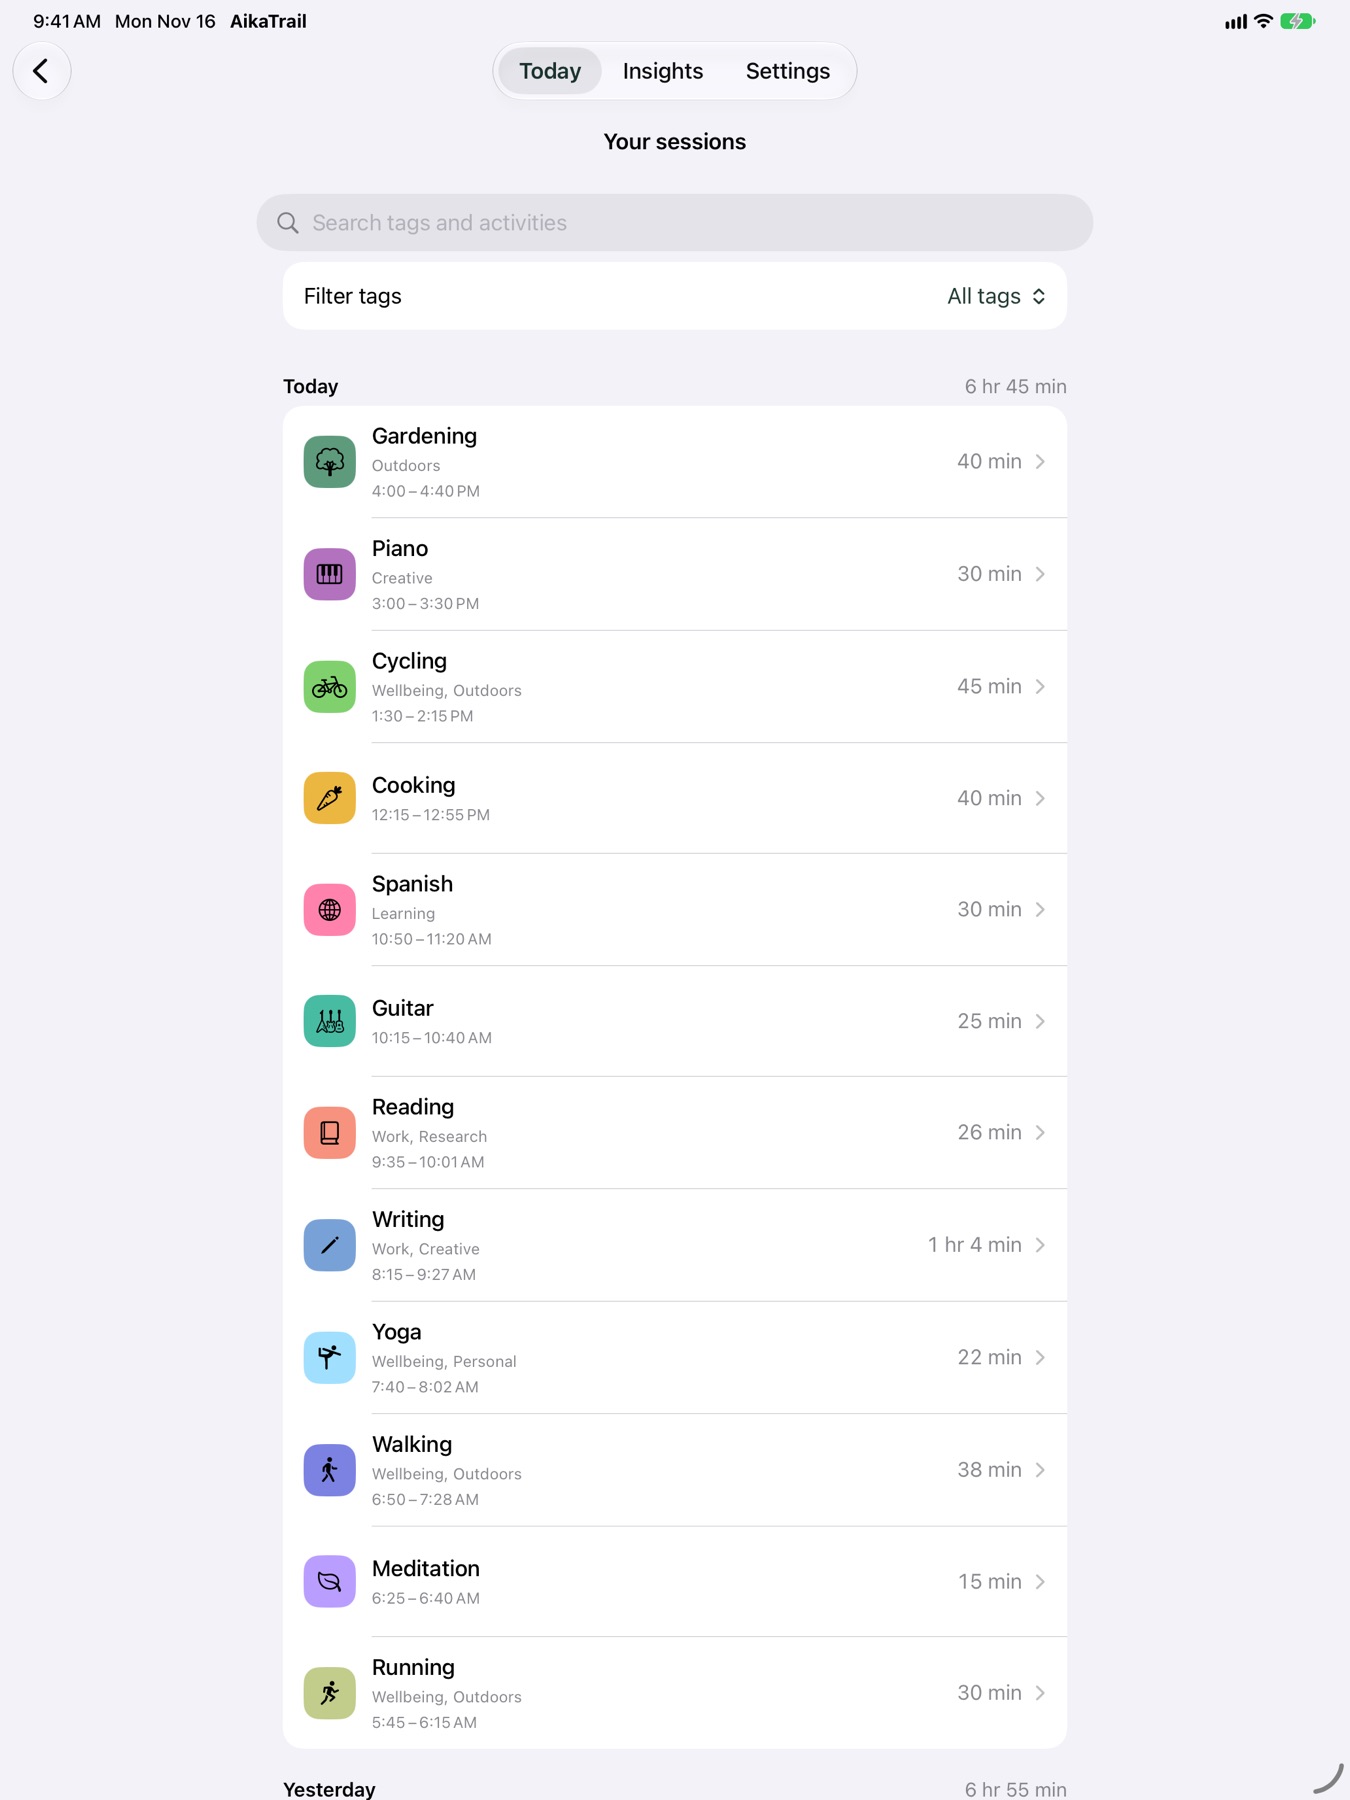 9:41 AM Mon Nov 16 AikaTrail
Today Insights Settings
Your sessions
Search tags and activities
Filter tags All tags
Today 6 hr 45 min
Gardening
Outdoors
4:00 – 4:40 PM
40 min
Piano
Creative
3:00 – 3:30 PM
30 min
Cycling
Wellbeing, Outdoors
1:30 – 2:15 PM
45 min
Cooking
12:15 – 12:55 PM
40 min
Spanish
Learning
10:50 – 11:20 AM
30 min
Guitar
10:15 – 10:40 AM
25 min
Reading
Work, Research
9:35 – 10:01 AM
26 min
Writing
Work, Creative
8:15 – 9:27 AM
1 hr 4 min
Yoga
Wellbeing, Personal
7:40 – 8:02 AM
22 min
Walking
Wellbeing, Outdoors
6:50 – 7:28 AM
38 min
Meditation
6:25 – 6:40 AM
15 min
Running
Wellbeing, Outdoors
5:45 – 6:15 AM
30 min
Yesterday 6 hr 55 min